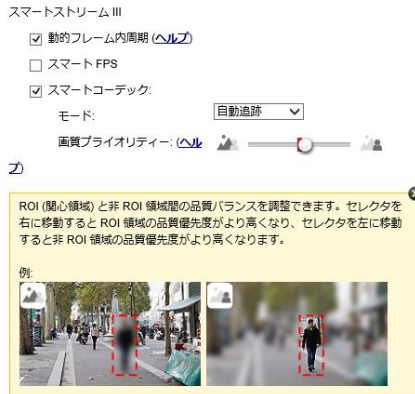 スマートストリーム III
動的フレーム内周期 (ヘルプ)
スマート FPS
スマートコーデック:
モード:
自動追跡
画質プライオリティー: (ヘル
プ)
ROI (関心領域) と非 ROI 領域間の品質バランスを調整できます。セレクタを
右に移動すると ROI 領域の品質優先度がより高くなり、セレクタを左に移動
すると非 ROI 領域の品質優先度がより高くなります。
例: